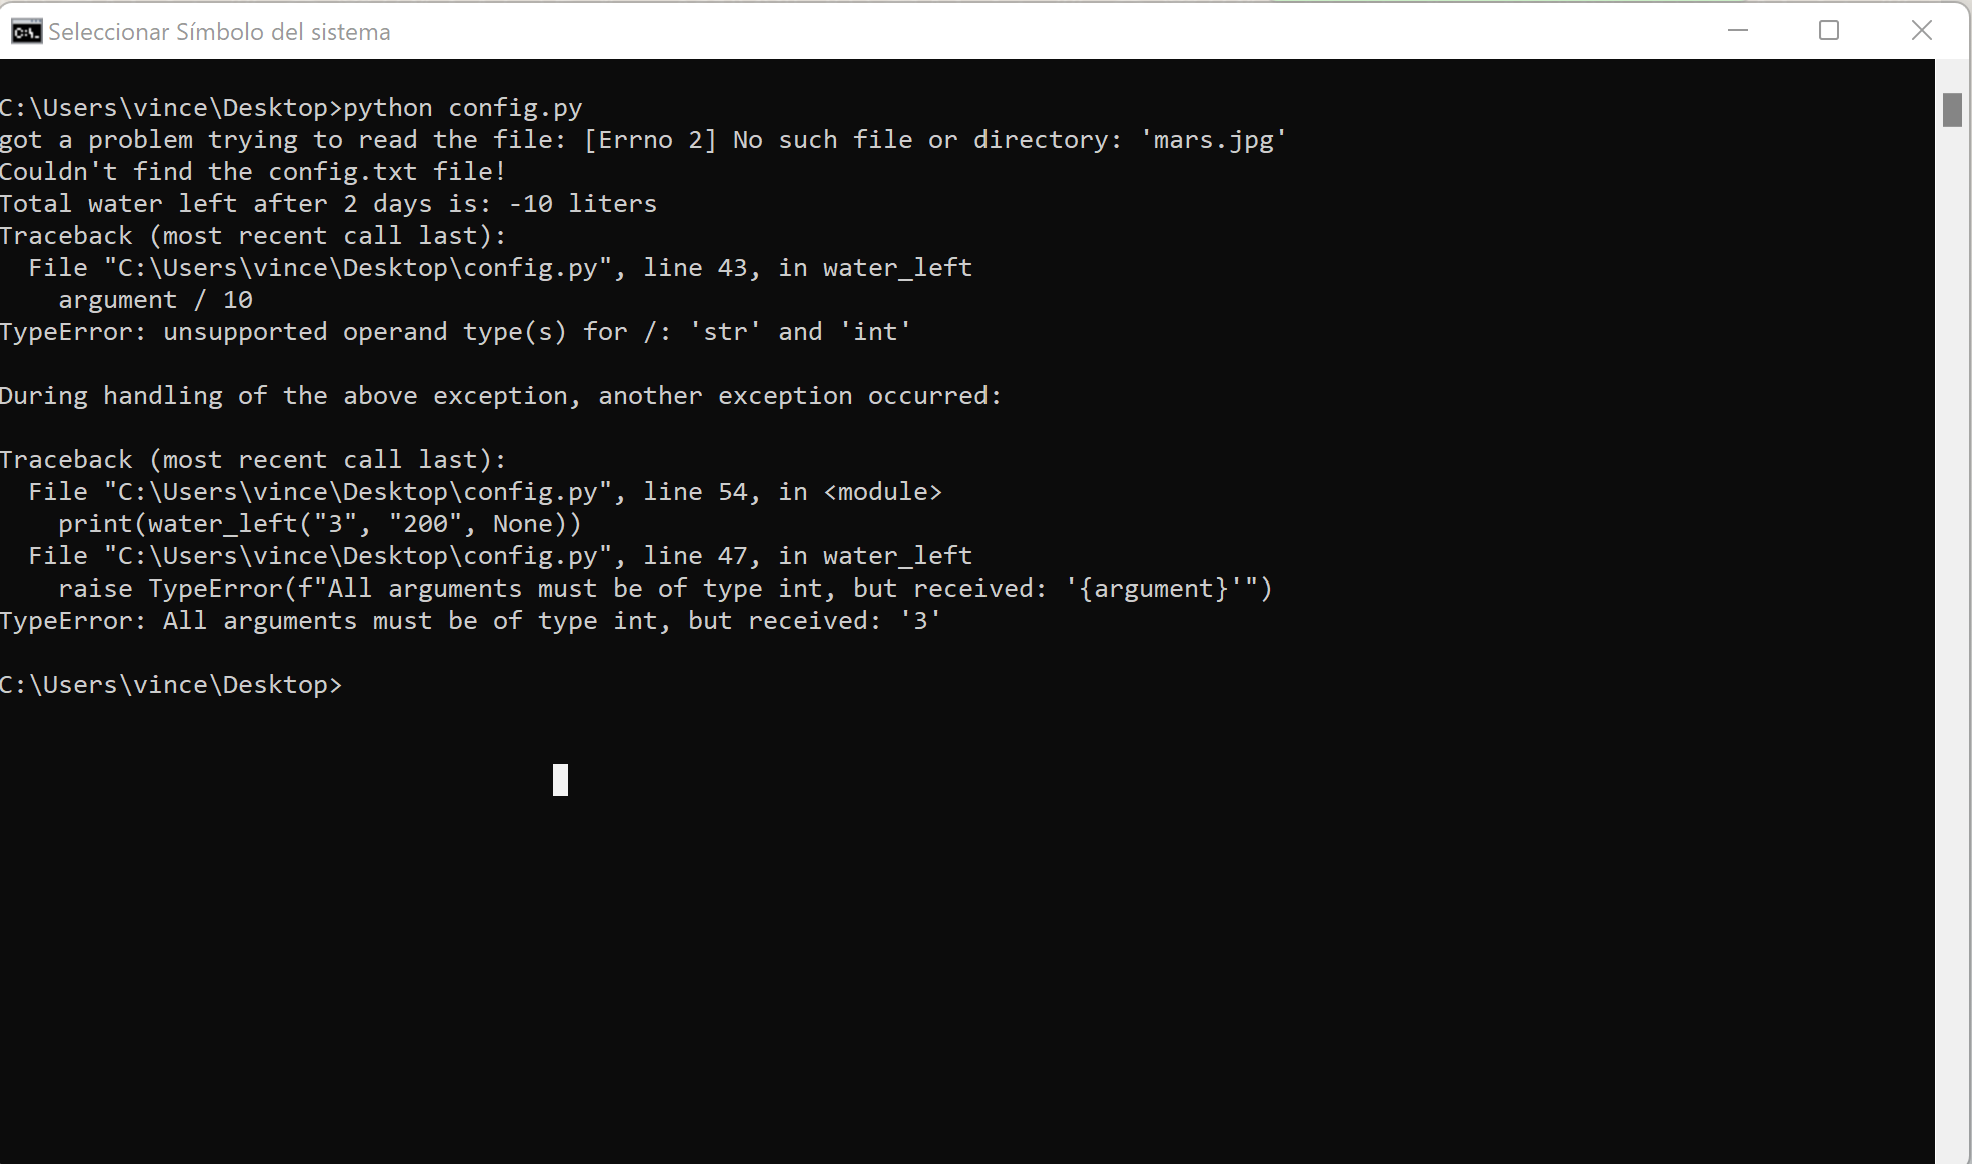 Seleccionar Símbolo del sistema
C:\Users\vince\Desktop>python config.py
got a problem trying to read the file: [Errno 2] No such file or directory: 'mars.jpg'
Couldn't find the config.txt file!
Total water left after 2 days is: -10 liters
Traceback (most recent call last):
  File "C:\Users\vince\Desktop\config.py", line 43, in water_left
    argument / 10
TypeError: unsupported operand type(s) for /: 'str' and 'int'

During handling of the above exception, another exception occurred:

Traceback (most recent call last):
  File "C:\Users\vince\Desktop\config.py", line 54, in <module>
    print(water_left("3", "200", None))
  File "C:\Users\vince\Desktop\config.py", line 47, in water_left
    raise TypeError(f"All arguments must be of type int, but received: '{argument}'")
TypeError: All arguments must be of type int, but received: '3'

C:\Users\vince\Desktop>